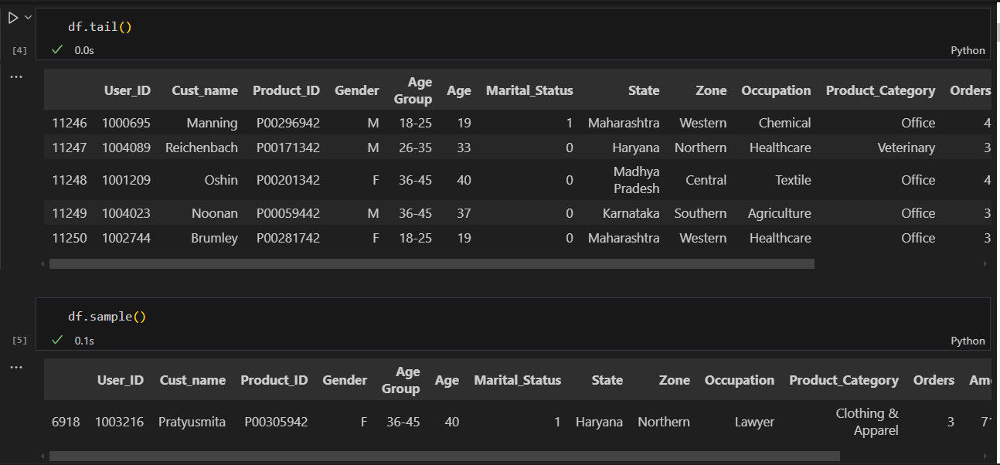 df.tail()
[4] 0.0s Python
...
User_ID Cust_name Product_ID Gender Age Group Age Marital_Status State Zone Occupation Product_Category Orders
11246 1000695 Manning P00296942 M 18-25 19 1 Maharashtra Western Chemical Office 4
11247 1004089 Reichenbach P00171342 M 26-35 33 0 Haryana Northern Healthcare Veterinary 3
11248 1001209 Oshin P00201342 F 36-45 40 0 Madhya Pradesh Central Textile Office 4
11249 1004023 Noonan P00059442 M 36-45 37 0 Karnataka Southern Agriculture Office 3
11250 1002744 Brumley P00281742 F 18-25 19 0 Maharashtra Western Healthcare Office 3
df.sample()
[5] 0.1s Python
...
User_ID Cust_name Product_ID Gender Age Group Age Marital_Status State Zone Occupation Product_Category Orders
6918 1003216 Pratyusmita P00305942 F 36-45 40 1 Haryana Northern Lawyer Clothing & Apparel 3